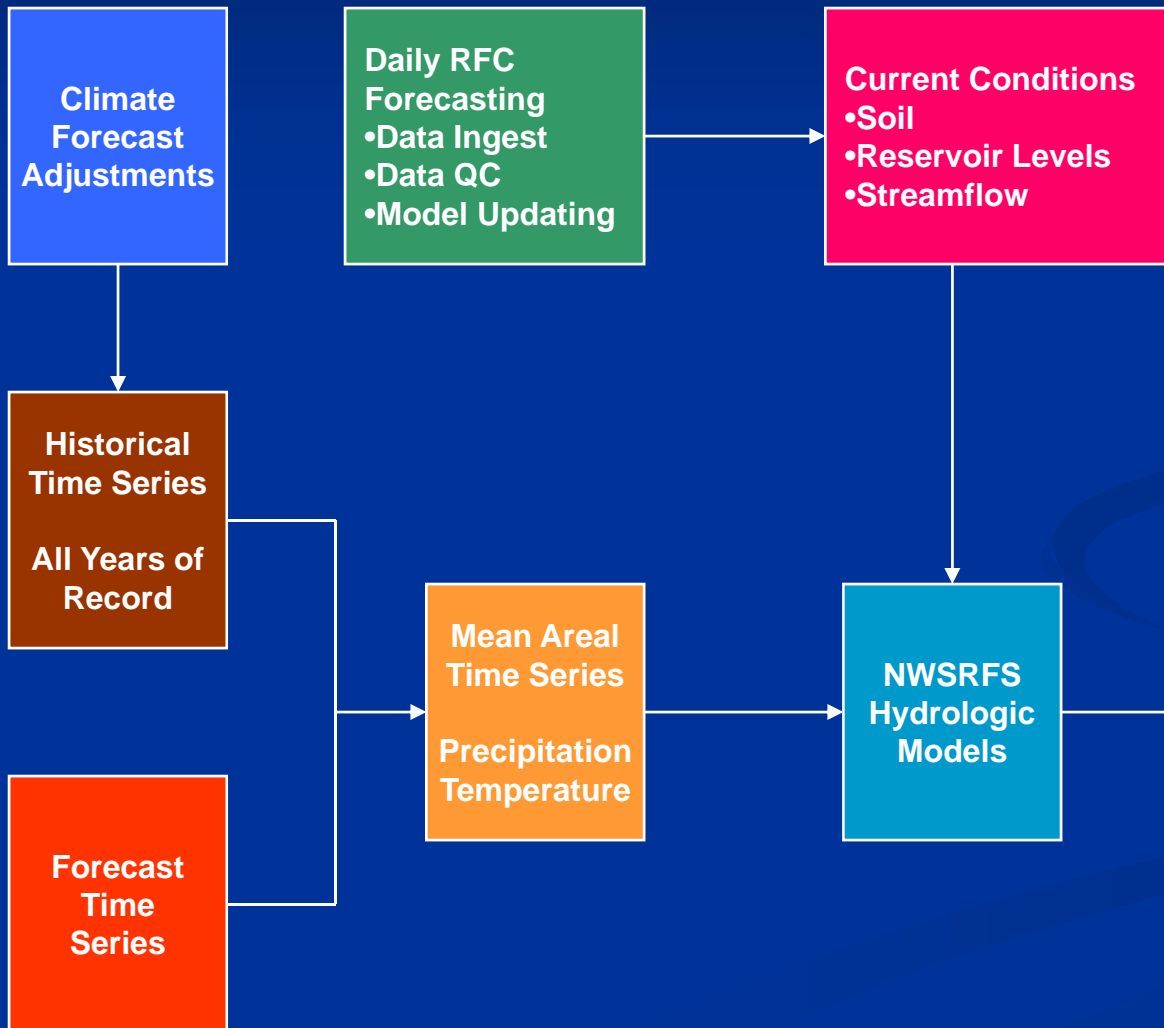 Climate
Forecast
Adjustments
Daily RFC
Forecasting
•Data Ingest
•Data QC
•Model Updating
Current Conditions
•Soil
•Reservoir Levels
•Streamflow
Historical
Time Series
All Years of
Record
Mean Areal
Time Series
Precipitation
Temperature
NWSRFS
Hydrologic
Models
Forecast
Time
Series